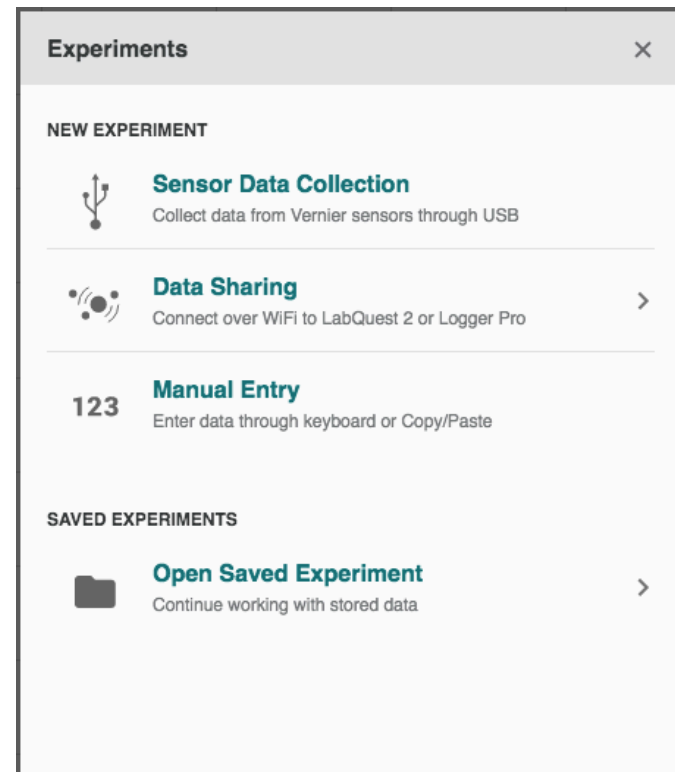 Experiments
NEW EXPERIMENT
Sensor Data Collection
Collect data from Vernier sensors through USB
Data Sharing
Connect over WiFi to LabQuest 2 or Logger Pro
123
Manual Entry
Enter data through keyboard or Copy/Paste
SAVED EXPERIMENTS
Open Saved Experiment
Continue working with stored data